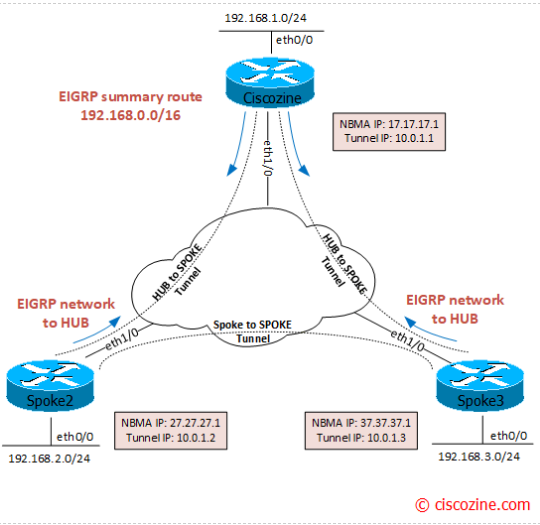 192.168.1.0/24
eth0/0
EIGRP summary route
192.168.0.0/16
Ciscozine
NBMA IP: 17.17.17.1
Tunnel IP: 10.0.1.1
eth1/0
HUB to SPOKE
Tunnel
HUB to SPOKE
Tunnel
EIGRP network
to HUB
EIGRP network
to HUB
Spoke to SPOKE
Tunnel
eth1/0
eth1/0
Spoke2
Spoke3
NBMA IP: 27.27.27.1
Tunnel IP: 10.0.1.2
NBMA IP: 37.37.37.1
Tunnel IP: 10.0.1.3
eth0/0
eth0/0
192.168.2.0/24
192.168.3.0/24
© ciscozine.com